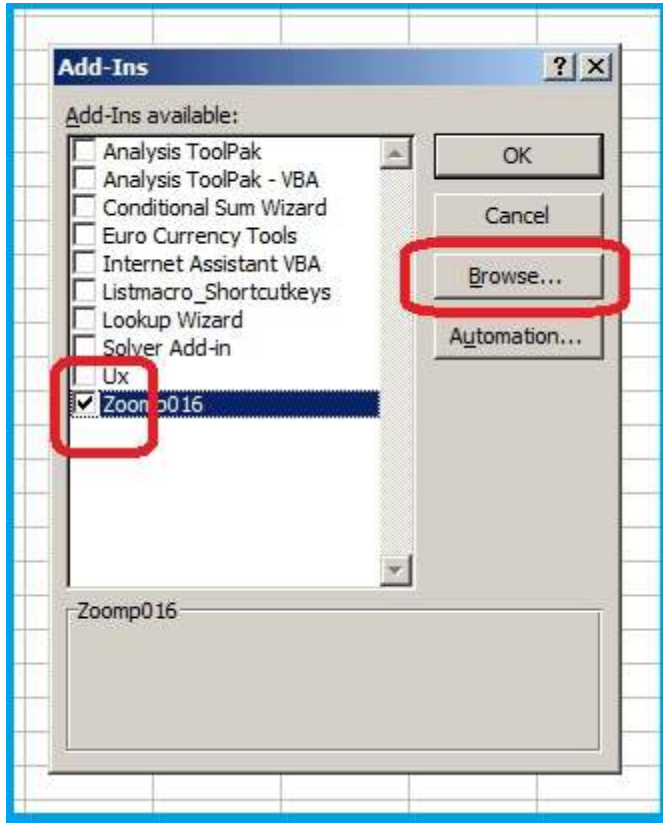 Add-Ins
Add-Ins available:
Analysis ToolPak
Analysis ToolPak - VBA
Conditional Sum Wizard
Euro Currency Tools
Internet Assistant VBA
Listmacro_Shortcutkeys
Lookup Wizard
Solver Add-in
Ux
Zoomp016
OK
Cancel
Browse...
Automation...
Zoomp016